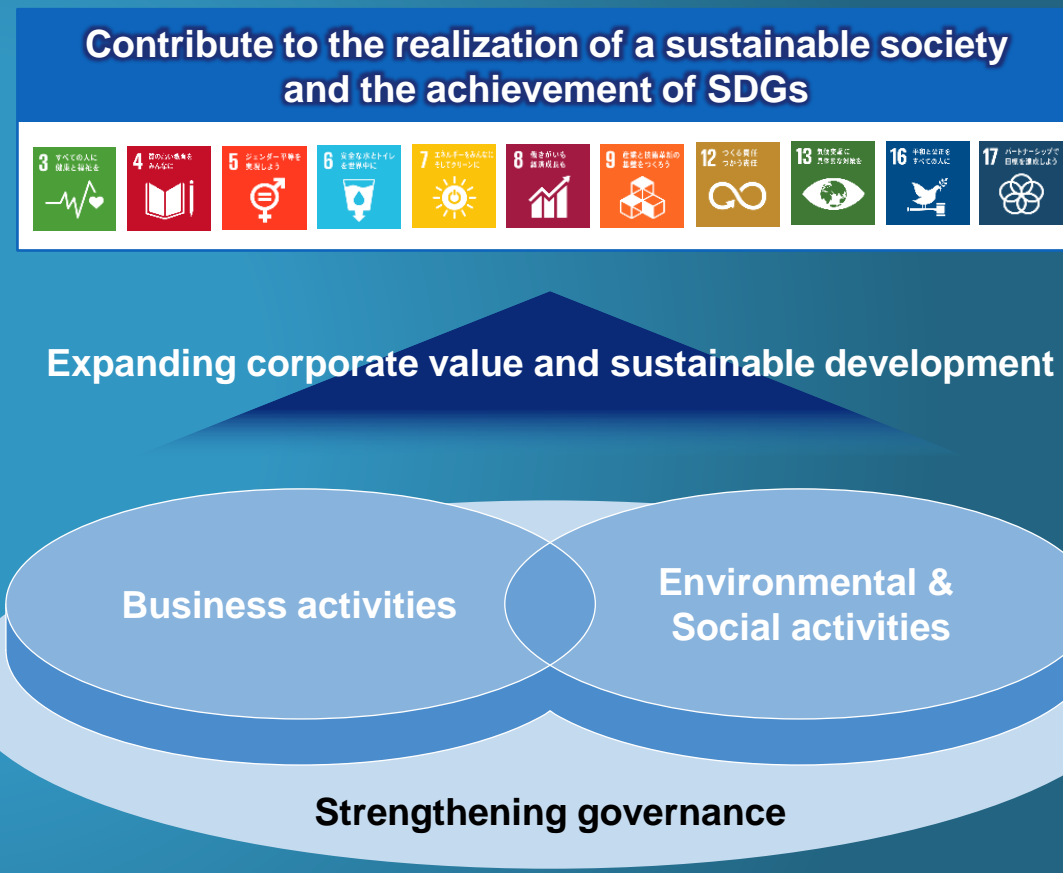 Contribute to the realization of a sustainable society
and the achievement of SDGs
3 すべての人に
健康と福祉を
4 質の高い教育を
みんなに
5 ジェンダー平等を
実現しよう
6 安全な水とトイレ
を世界中に
7 エネルギーをみんなに
そしてクリーンに
8 働きがいも
経済成長も
9 産業と技術革新の
基盤をつくろう
12 つくる責任
つかう責任
13 気候変動に
具体的な対策を
16 平和と公正を
すべての人に
17 パートナーシップで
目標を達成しよう
Expanding corporate value and sustainable development
Business activities
Environmental &
Social activities
Strengthening governance